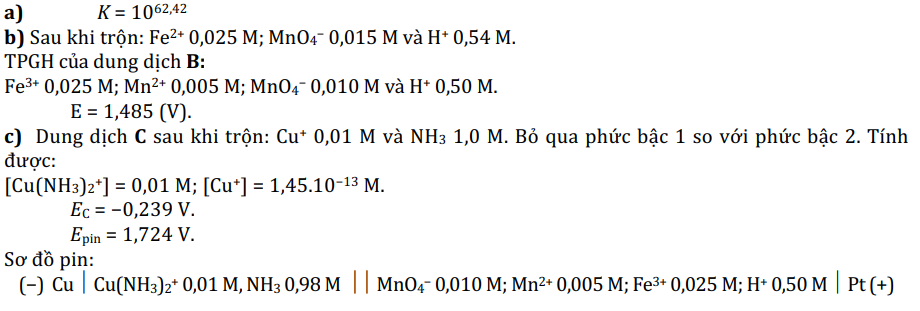 a) K = 10⁶²,⁴²
b) Sau khi trộn: Fe²⁺ 0,025 M; MnO₄⁻ 0,015 M và H⁺ 0,54 M.
TPGH của dung dịch B:
Fe³⁺ 0,025 M; Mn²⁺ 0,005 M; MnO₄⁻ 0,010 M và H⁺ 0,50 M.
E = 1,485 (V).
c) Dung dịch C sau khi trộn: Cu⁺ 0,01 M và NH₃ 1,0 M. Bỏ qua phức bậc 1 so với phức bậc 2. Tính
được:
[Cu(NH₃)₂⁺] = 0,01 M; [Cu⁺] = 1,45.10⁻¹³ M.
E_C = −0,239 V.
E_pin = 1,724 V.
Sơ đồ pin:
(−) Cu | Cu(NH₃)₂⁺ 0,01 M, NH₃ 0,98 M || MnO₄⁻ 0,010 M; Mn²⁺ 0,005 M; Fe³⁺ 0,025 M; H⁺ 0,50 M | Pt (+)